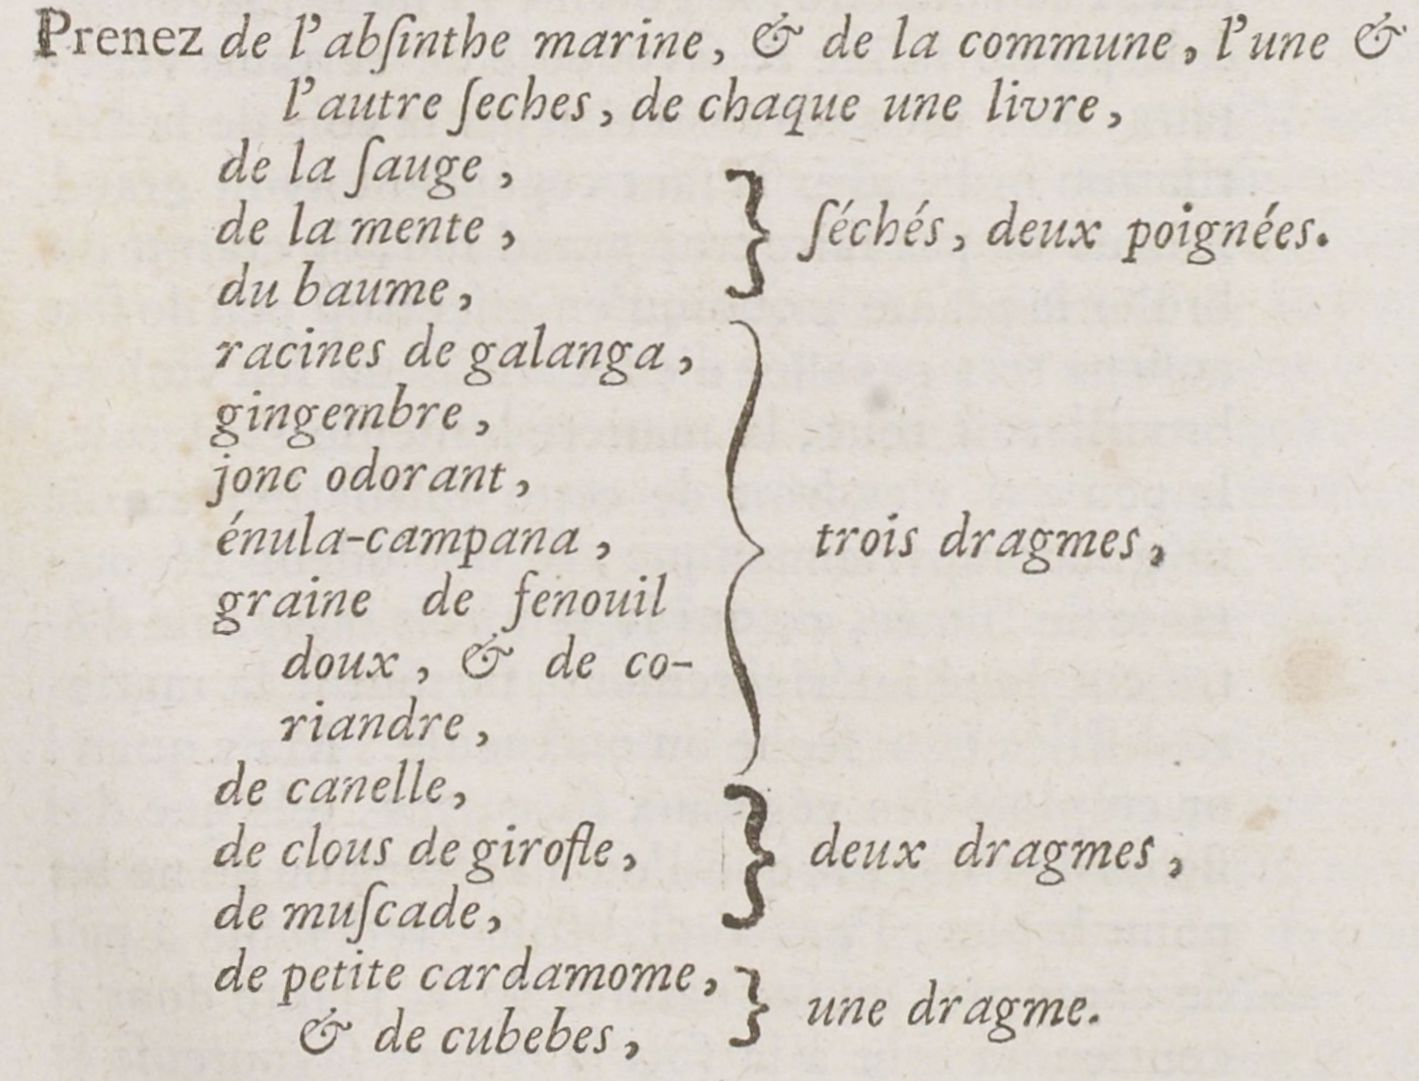 Prenez de l'abſinthe marine, & de la commune, l'une &
l'autre ſeches, de chaque une livre,
de la ſauge,
de la mente,
du baume,
} ſéchés, deux poignées.
racines de galanga,
gingembre,
jonc odorant,
énula-campana,
graine de fenouil
doux, & de co-
riandre,
} trois dragmes,
de canelle,
de clous de girofle,
de muſcade,
} deux dragmes,
de petite cardamome,
& de cubebes,
} une dragme.